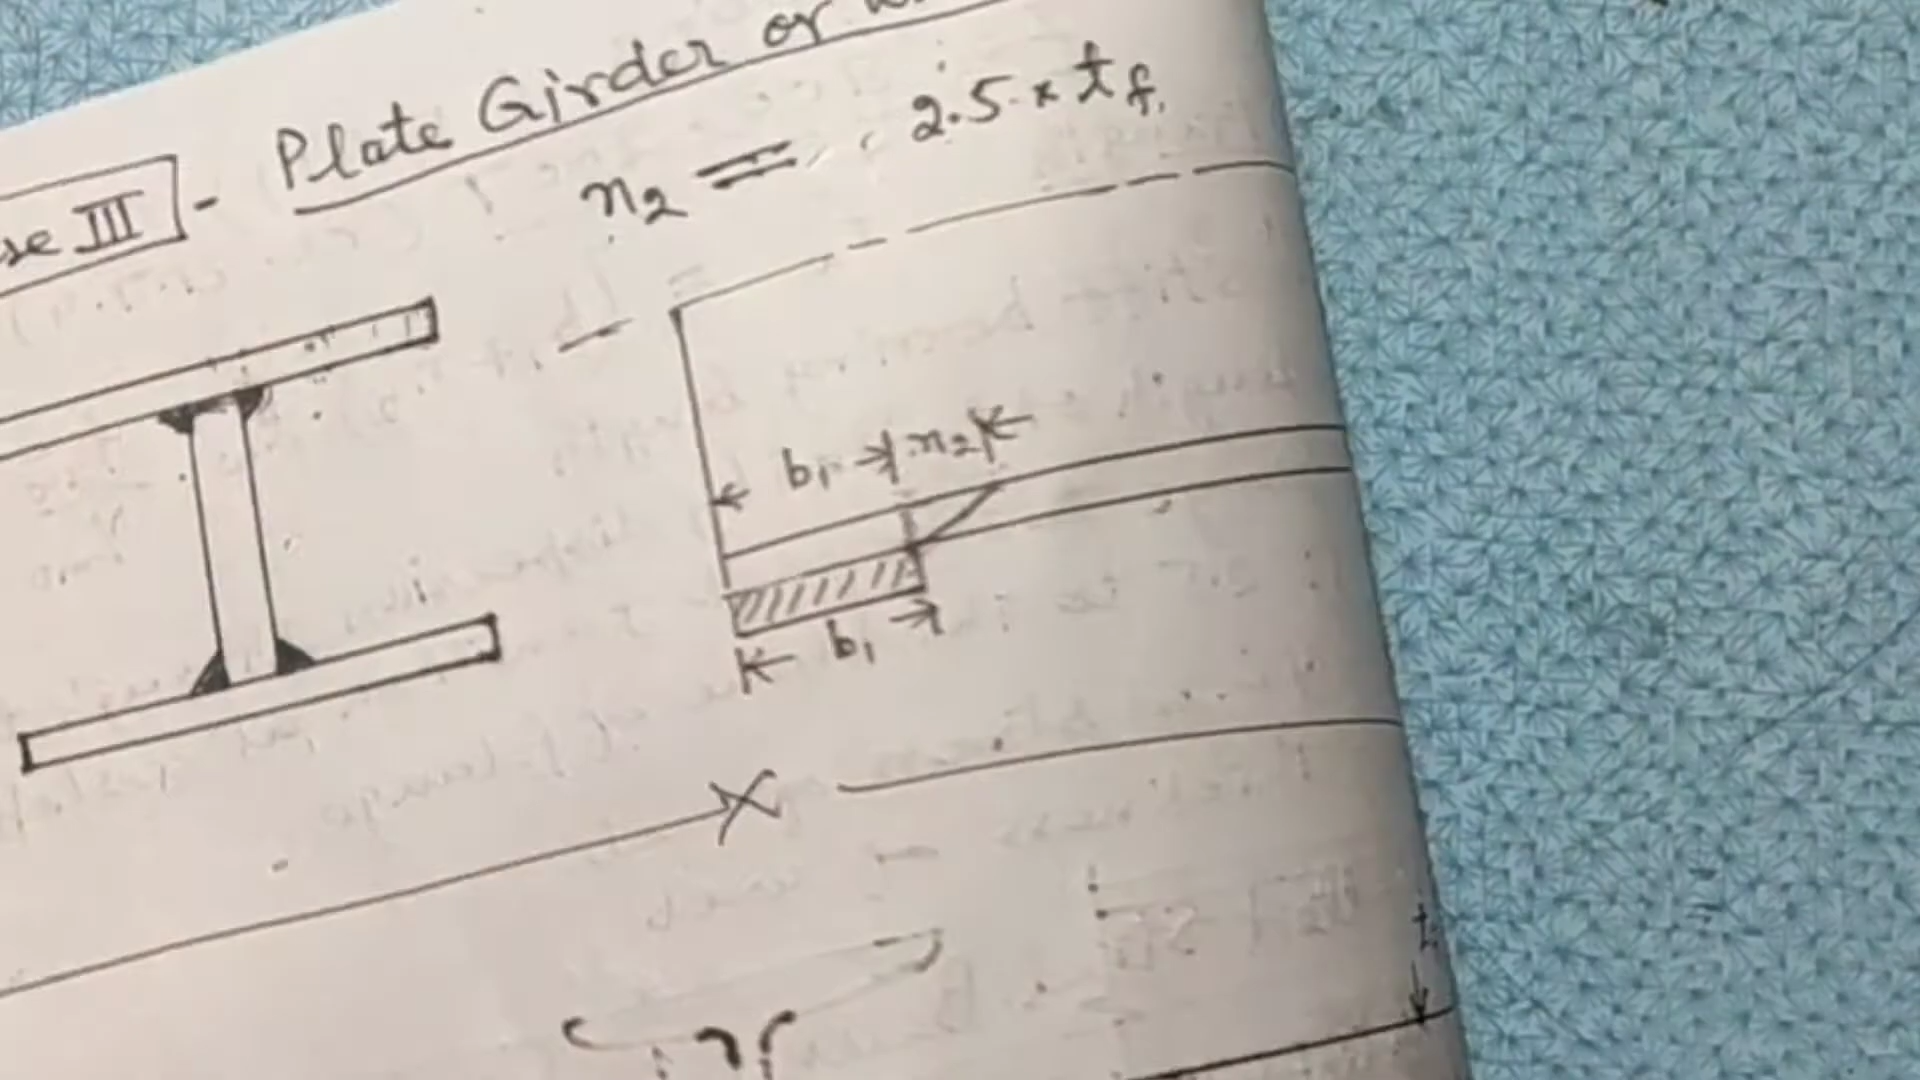 se III - Plate Girder or
n₂ = 2.5 × tf
b₁ n₂
b₁
t